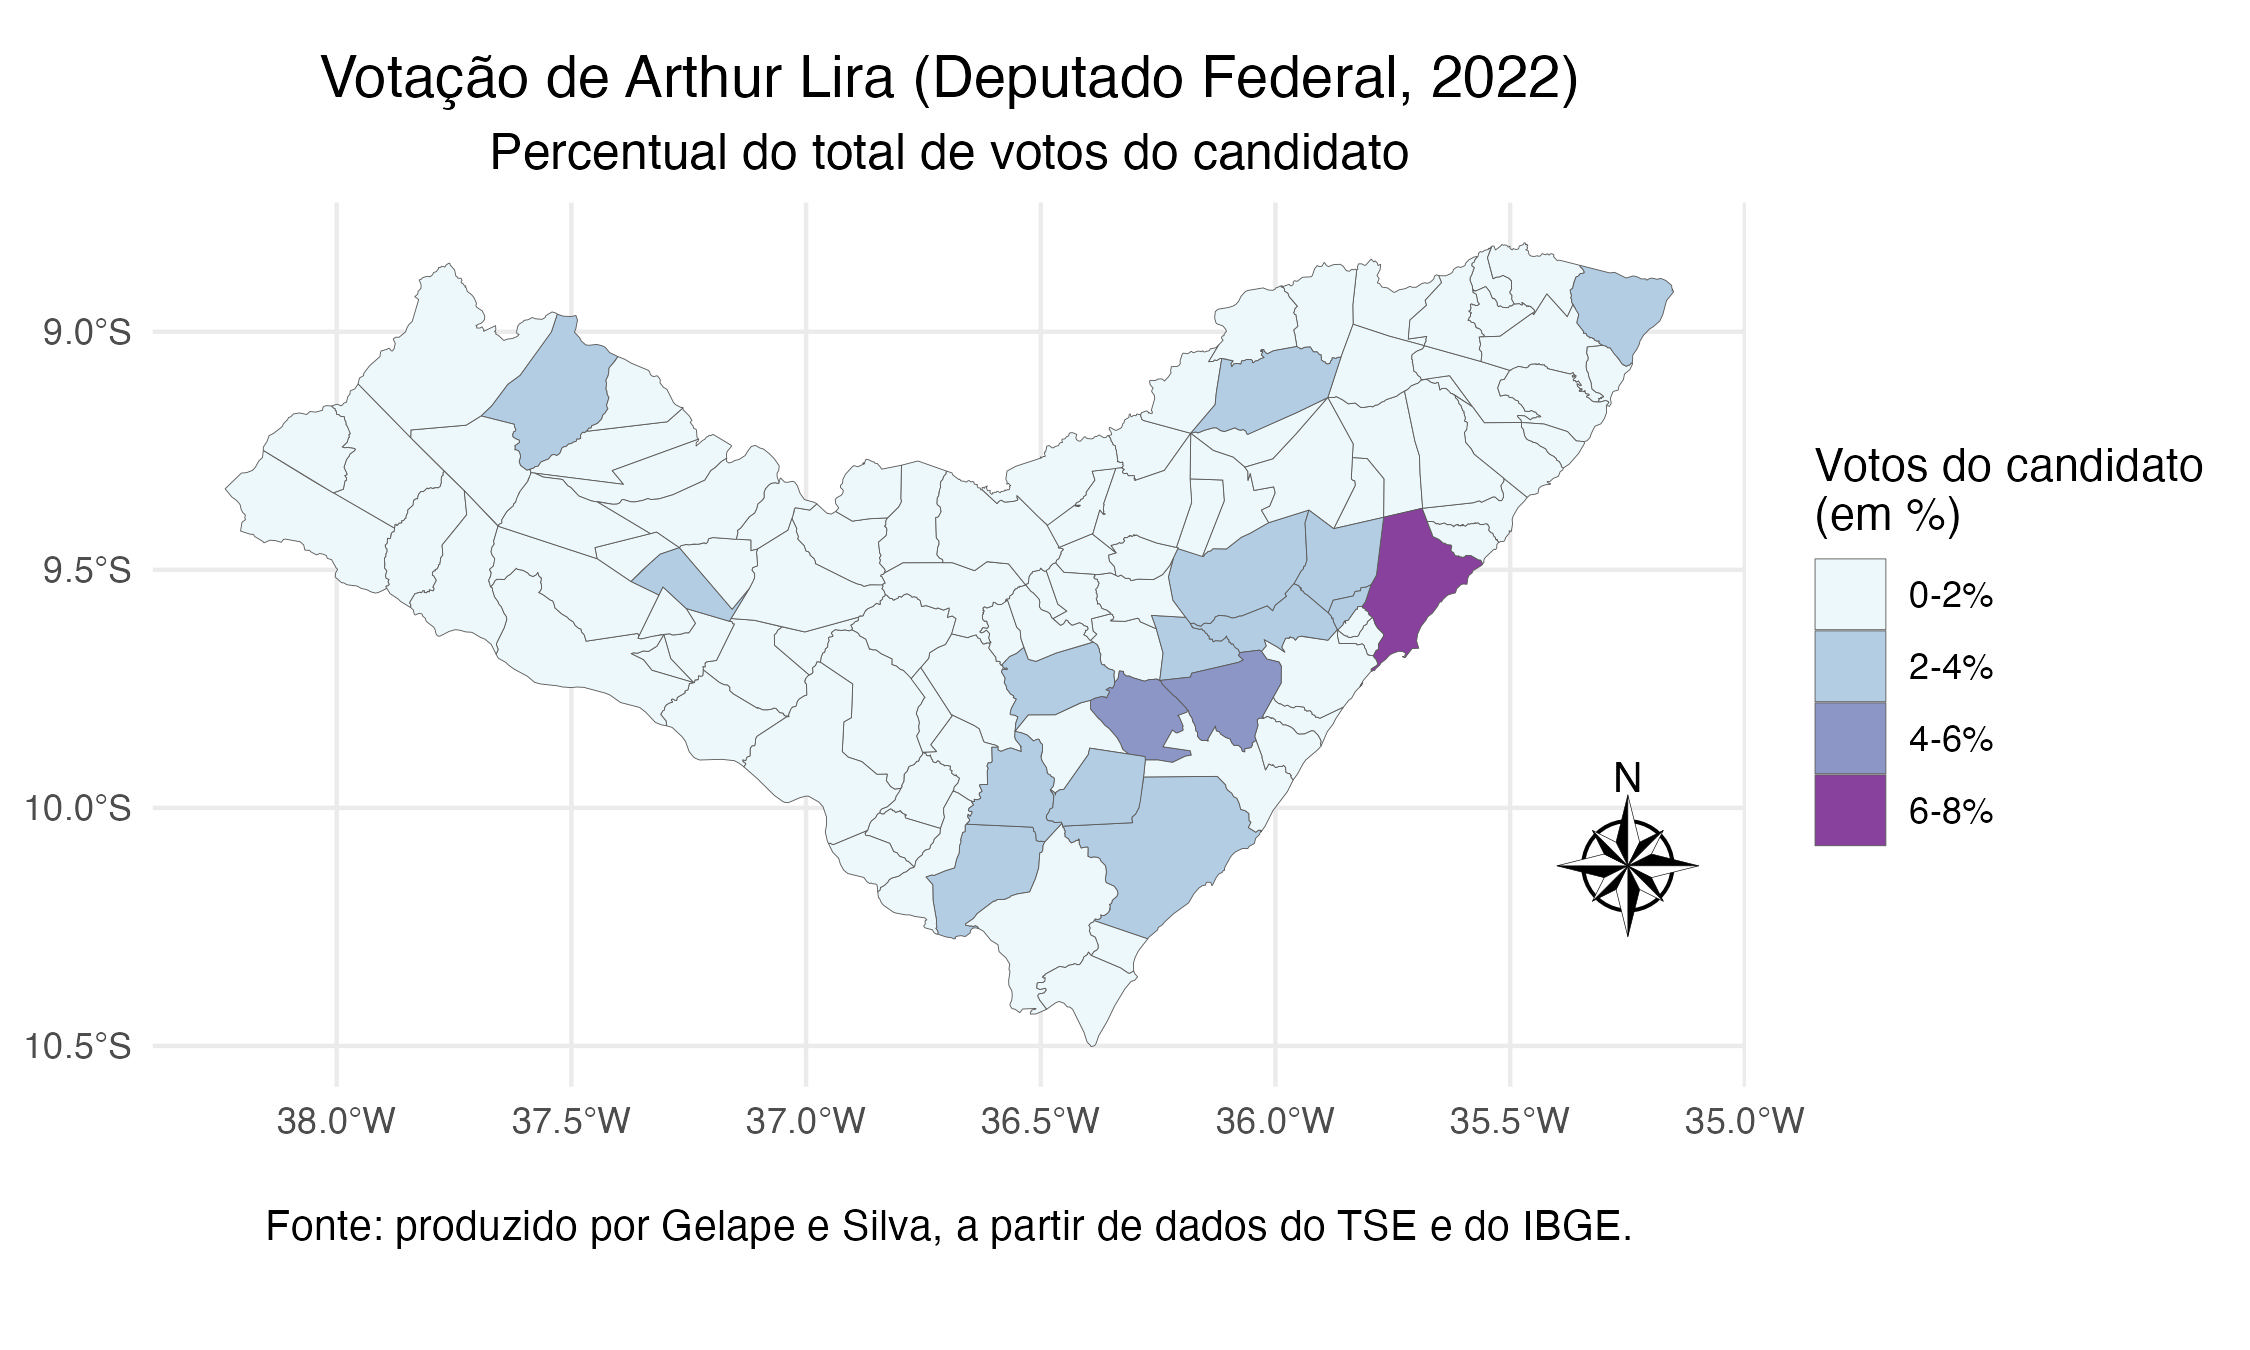 Votação de Arthur Lira (Deputado Federal, 2022)
Percentual do total de votos do candidato
9.0°S
9.5°S
10.0°S
10.5°S
38.0°W
37.5°W
37.0°W
36.5°W
36.0°W
35.5°W
35.0°W
N
Votos do candidato
(em %)
0-2%
2-4%
4-6%
6-8%
Fonte: produzido por Gelape e Silva, a partir de dados do TSE e do IBGE.